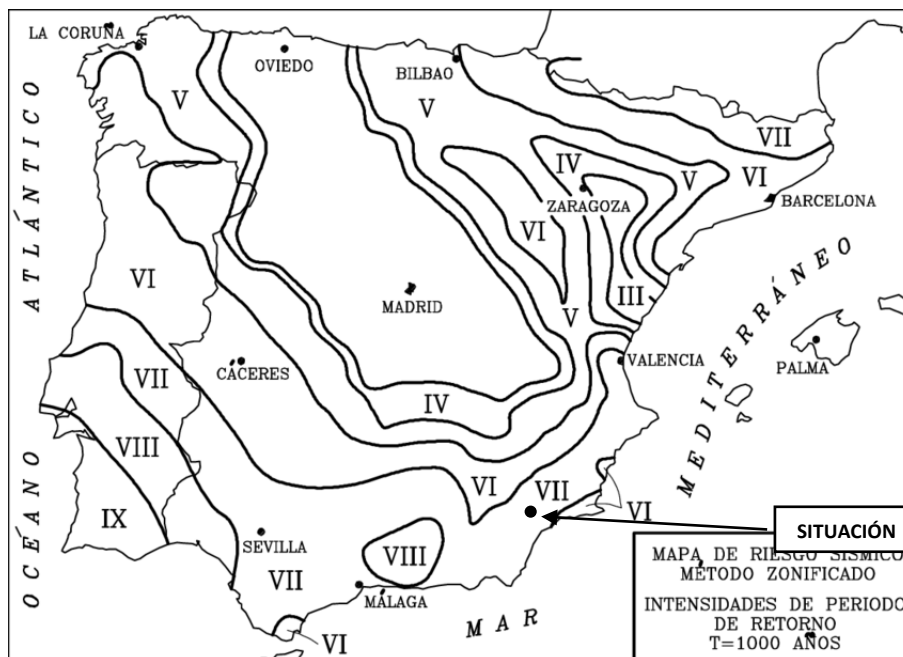 LA CORUÑA
OVIEDO
BILBAO
V
V
VII
IV
V
VI
ZARAGOZA
BARCELONA
VI
VI
III
MADRID
V
VALENCIA
PALMA
CÁCERES
VII
IV
VIII
VI
VII
VI
IX
SEVILLA
VIII
VII
MÁLAGA
VI
OCÉANO ATLÁNTICO
MAR MEDITERRÁNEO
SITUACIÓN
MAPA DE RIESGO SÍSMICO
MÉTODO ZONIFICADO
INTENSIDADES DE PERIODO
DE RETORNO
T=1000 AÑOS